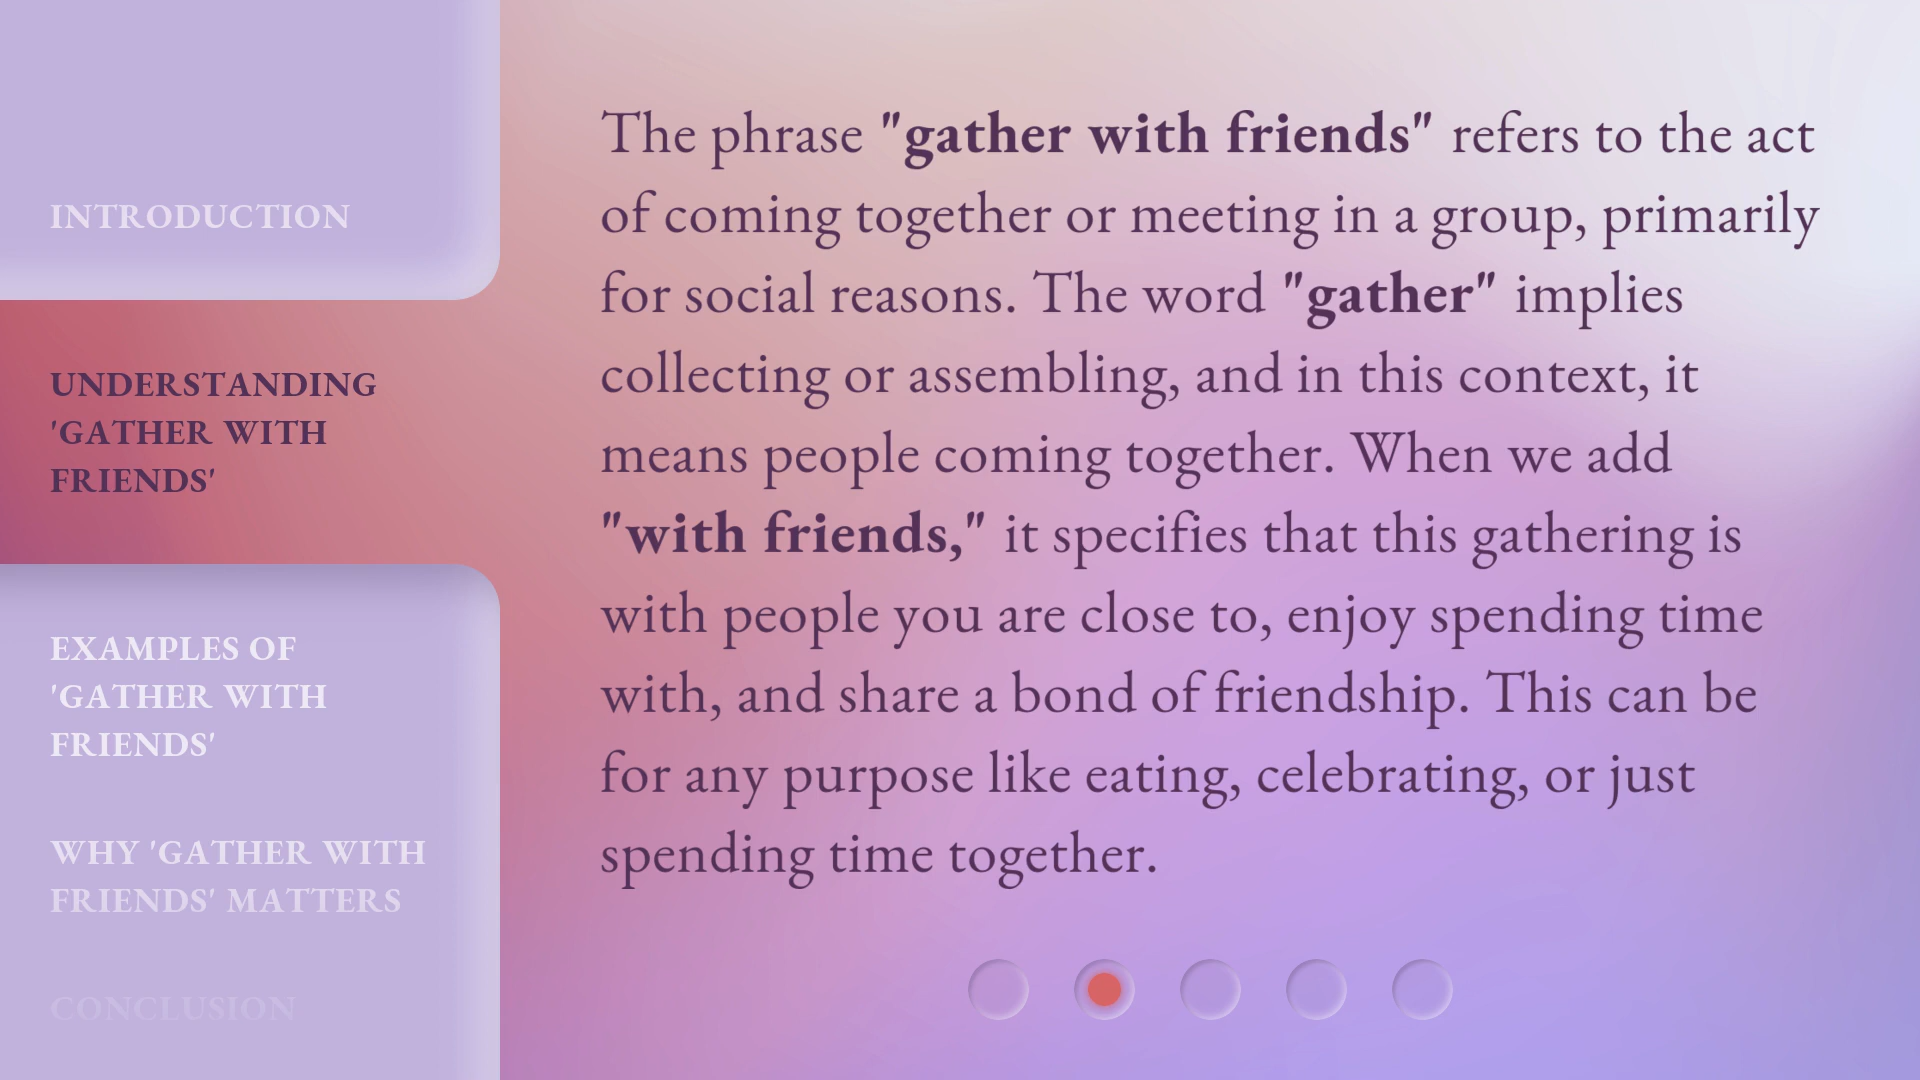 INTRODUCTION
UNDERSTANDING
'GATHER WITH
FRIENDS'
EXAMPLES OF
'GATHER WITH
FRIENDS'
WHY 'GATHER WITH
FRIENDS' MATTERS
CONCLUSION
The phrase "gather with friends" refers to the act
of coming together or meeting in a group, primarily
for social reasons. The word "gather" implies
collecting or assembling, and in this context, it
means people coming together. When we add
"with friends," it specifies that this gathering is
with people you are close to, enjoy spending time
with, and share a bond of friendship. This can be
for any purpose like eating, celebrating, or just
spending time together.